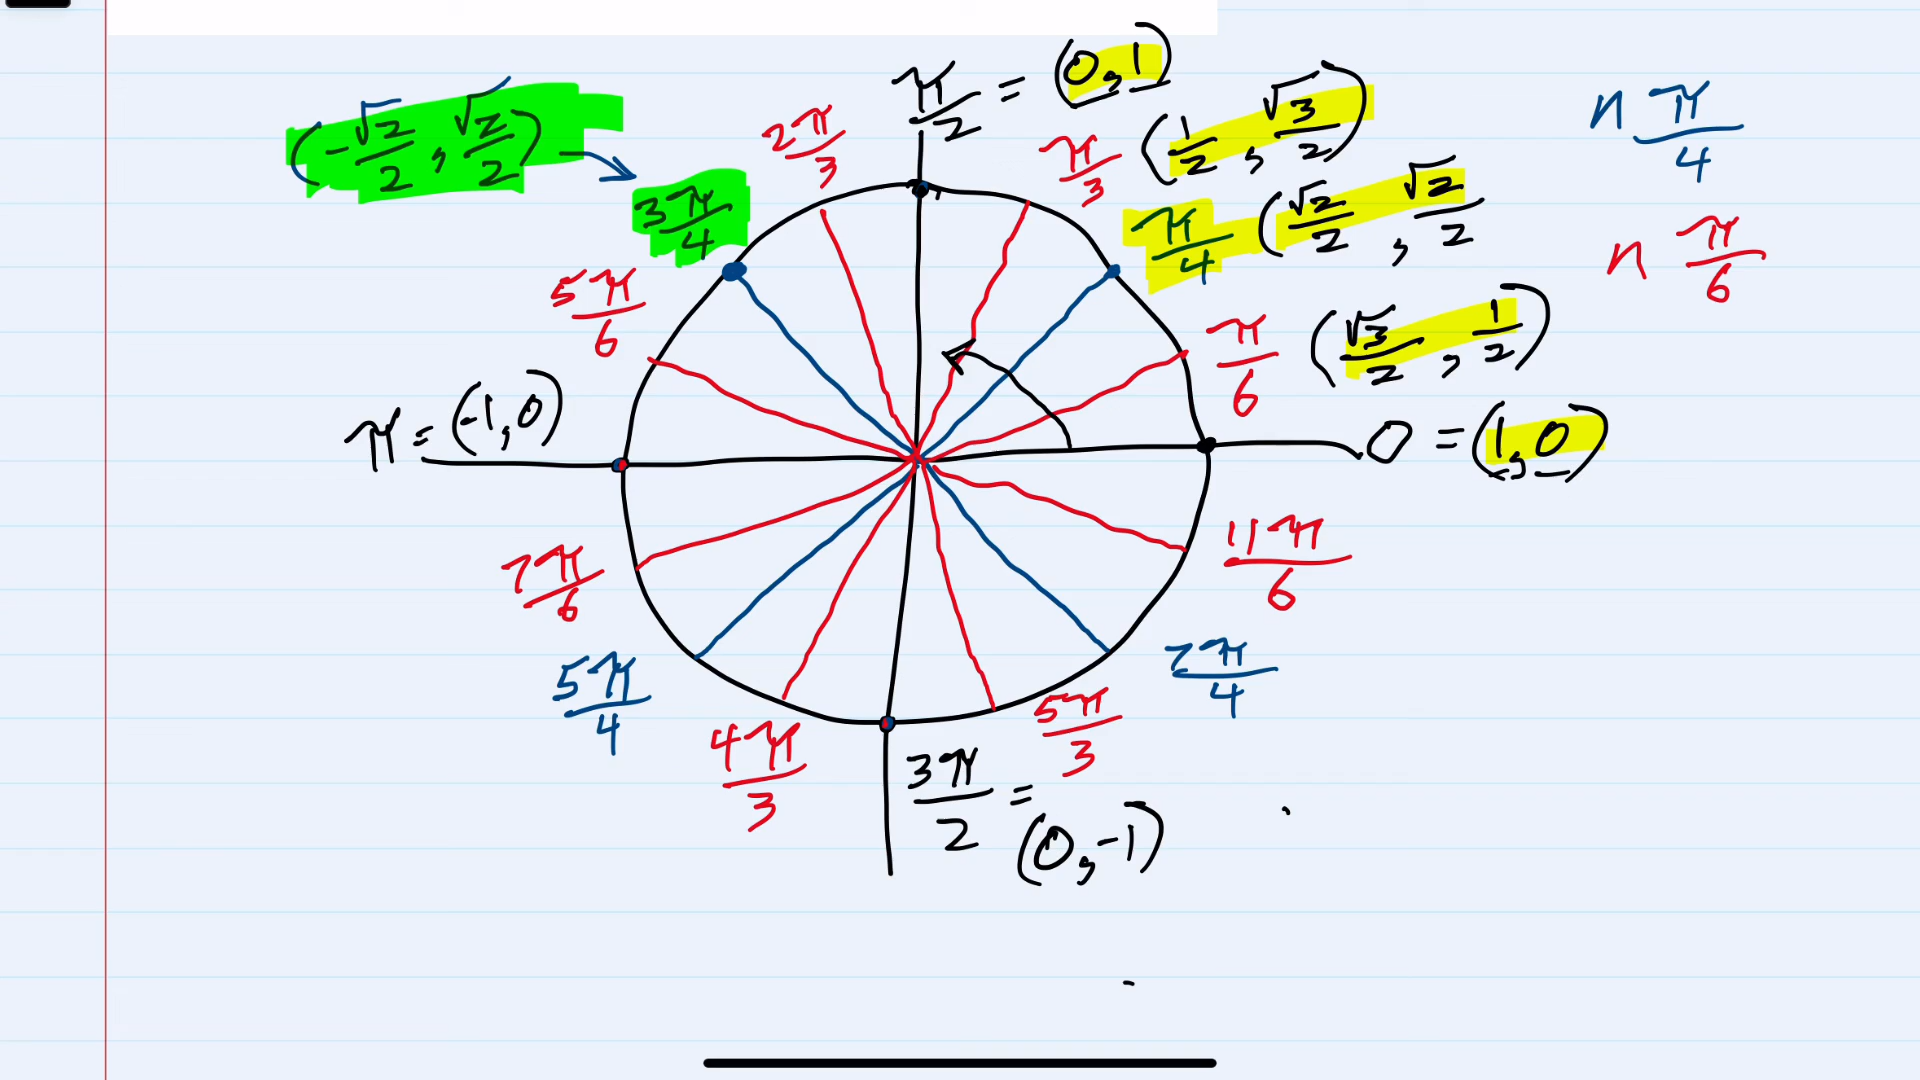 π/2 = (0,1)
(-√2/2, √2/2)
2π/3
π/3 (1/2, √3/2)
n π/4
3π/4
π/4 (√2/2, √2/2)
n π/6
5π/6
π/6 (√3/2, 1/2)
π = (-1,0)
0 = (1,0)
7π/6
11π/6
5π/4
7π/4
4π/3
5π/3
3π/2 =
(0,-1)